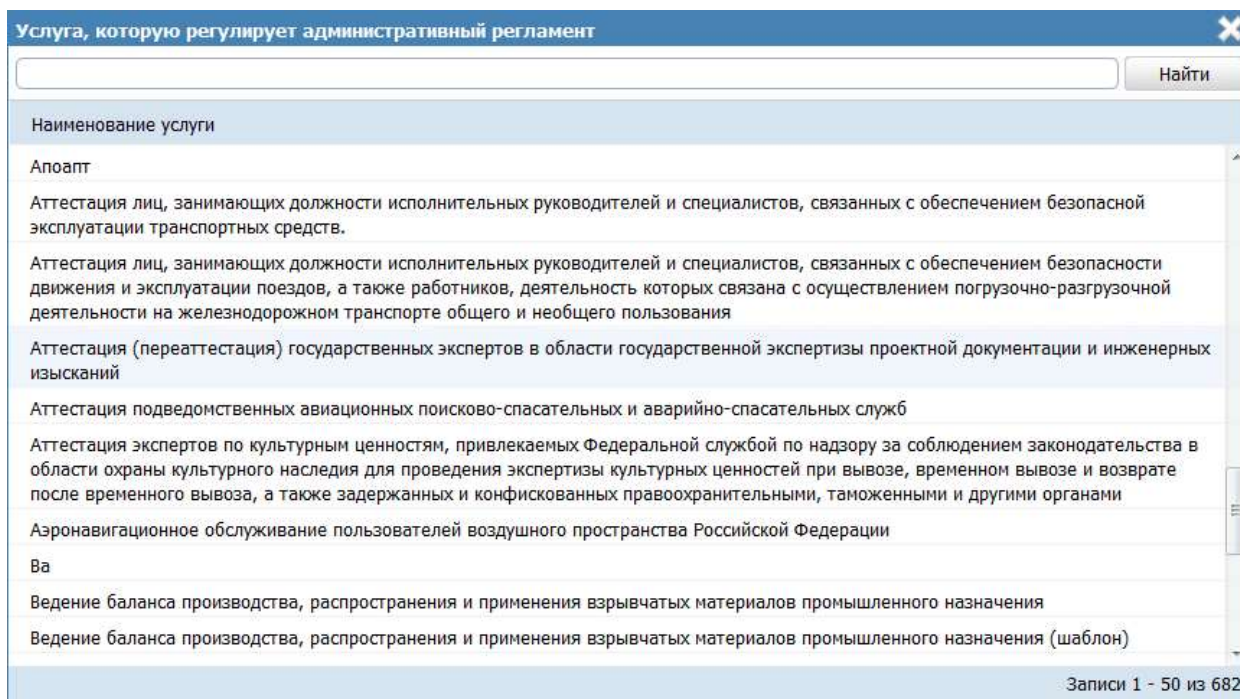 Услуга, которую регулирует административный регламент
Найти
Наименование услуги
Апоапт
Аттестация лиц, занимающих должности исполнительных руководителей и специалистов, связанных с обеспечением безопасной
эксплуатации транспортных средств.
Аттестация лиц, занимающих должности исполнительных руководителей и специалистов, связанных с обеспечением безопасности
движения и эксплуатации поездов, а также работников, деятельность которых связана с осуществлением погрузочно-разгрузочной
деятельности на железнодорожном транспорте общего и необщего пользования
Аттестация (переаттестация) государственных экспертов в области государственной экспертизы проектной документации и инженерных
изысканий
Аттестация подведомственных авиационных поисково-спасательных и аварийно-спасательных служб
Аттестация экспертов по культурным ценностям, привлекаемых Федеральной службой по надзору за соблюдением законодательства в
области охраны культурного наследия для проведения экспертизы культурных ценностей при вывозе, временном вывозе и возврате
после временного вывоза, а также задержанных и конфискованных правоохранительными, таможенными и другими органами
Аэронавигационное обслуживание пользователей воздушного пространства Российской Федерации
Ва
Ведение баланса производства, распространения и применения взрывчатых материалов промышленного назначения
Ведение баланса производства, распространения и применения взрывчатых материалов промышленного назначения (шаблон)
Записи 1 - 50 из 682